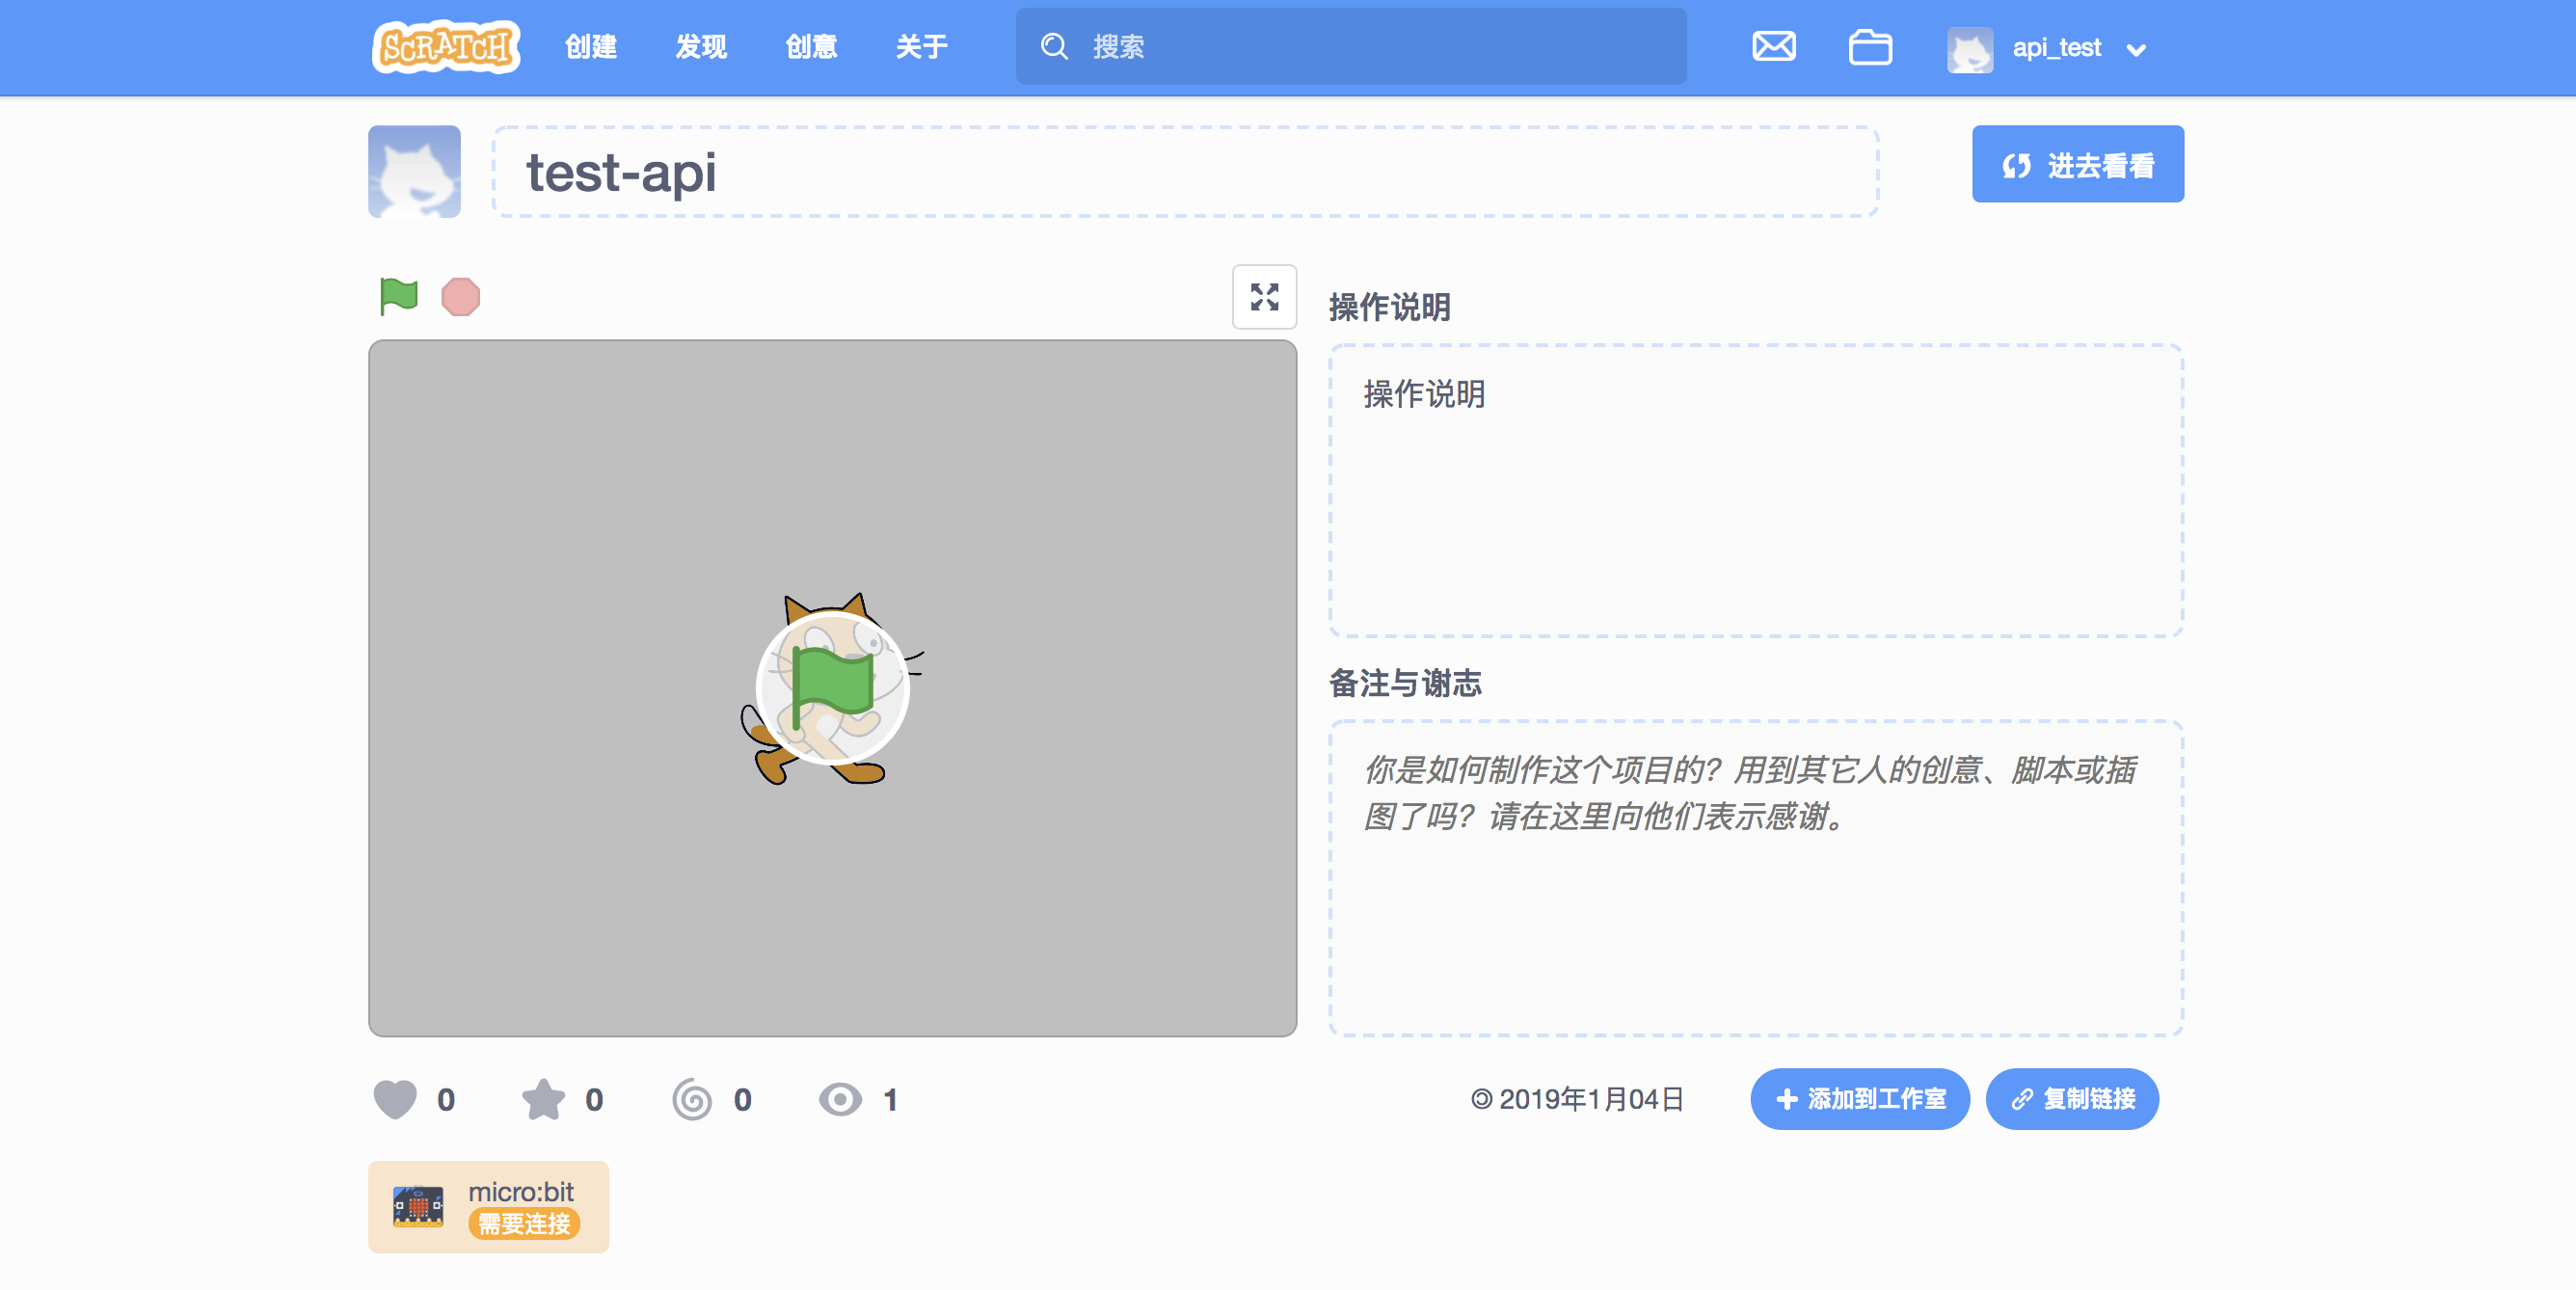 SCRATCH 创建 发现 创意 关于 搜索 api_test
test-api
进去看看
操作说明
操作说明
备注与谢志
你是如何制作这个项目的？用到其它人的创意、脚本或插
图了吗？请在这里向他们表示感谢。
0 0 0 1
🄯 2019年1月04日
添加到工作室
复制链接
micro:bit
需要连接